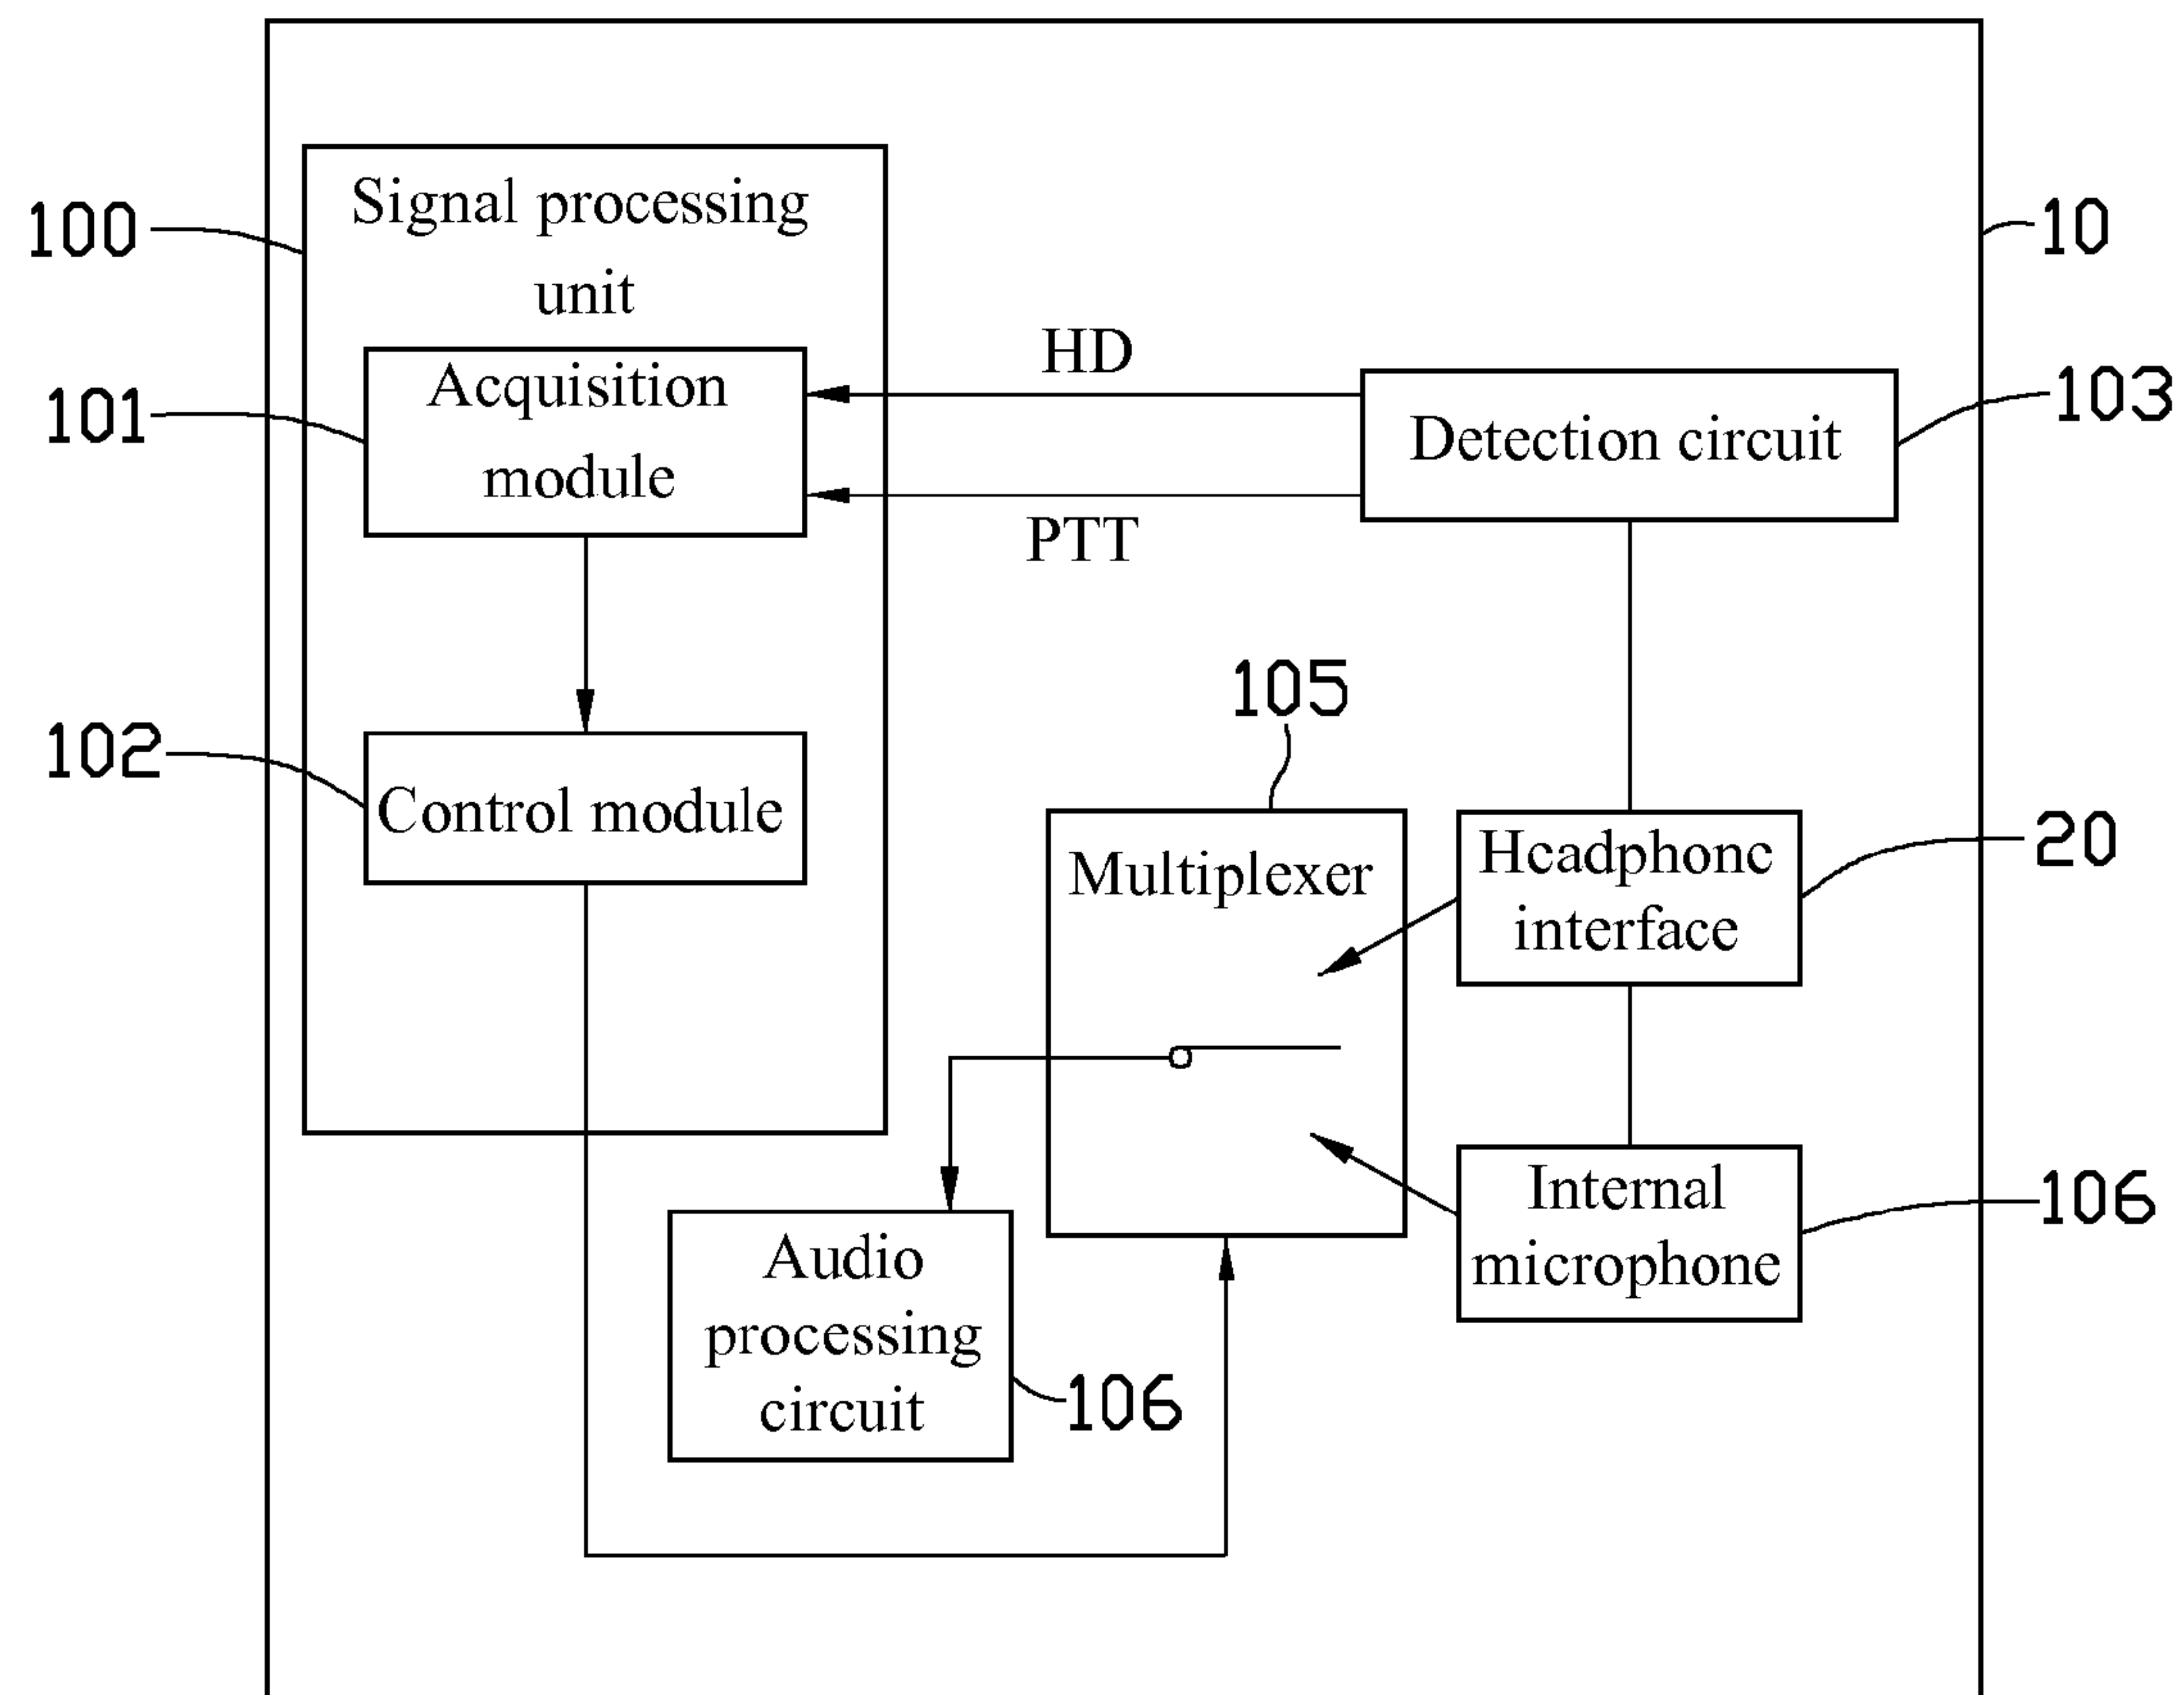 Signal processing
unit
100
10
HD
Acquisition
module
101
Detection circuit
103
PTT
105
102
Control module
Multiplexer
Headphone
interface
20
Internal
microphone
106
Audio
processing
circuit
106